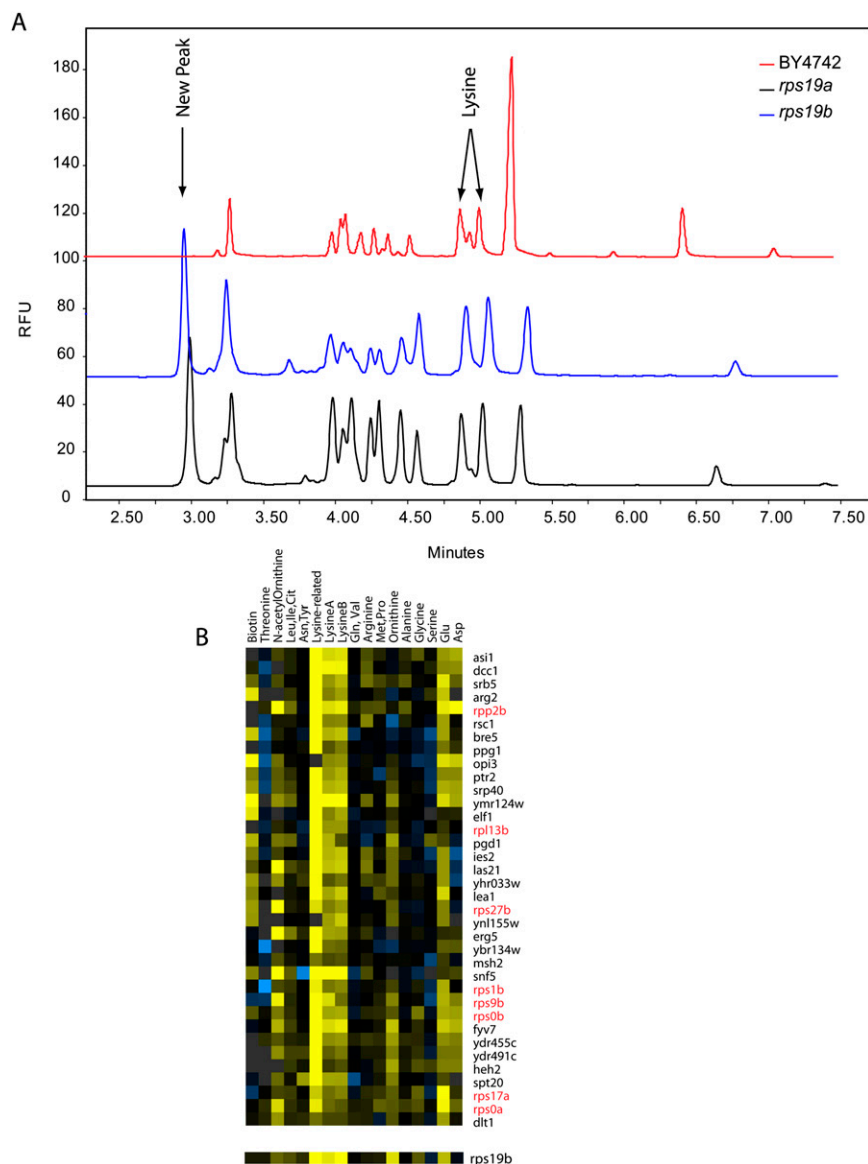 A
New Peak
Lysine
BY4742
rps19a
rps19b
RFU
180
160
140
120
100
80
60
40
20
0
2.50
3.00
3.50
4.00
4.50
5.00
5.50
6.00
6.50
7.00
7.50
Minutes
B
Biotin
Threonine
N-acetylOrnithine
Leu,Ile,Cit
Asn,Tyr
Lysine-related
LysineA
LysineB
Gln, Val
Arginine
Met,Pro
Ornithine
Alanine
Glycine
Serine
Glu
Asp
asi1
dcc1
srb5
arg2
rpp2b
rsc1
bre5
ppg1
opi3
ptr2
srp40
ymr124w
elf1
rpl13b
pgd1
ies2
las21
yhr033w
lea1
rps27b
ynl155w
erg5
ybr134w
msh2
snf5
rps1b
rps9b
rps0b
fyv7
ydr455c
ydr491c
heh2
spt20
rps17a
rps0a
dlt1
rps19b